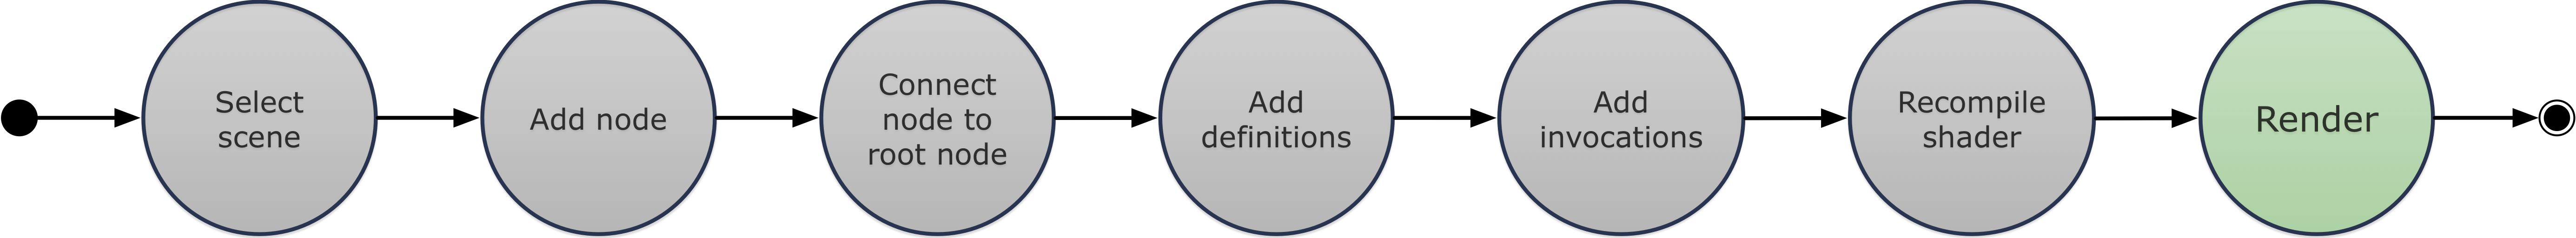 Select
scene
Add node
Connect
node to
root node
Add
definitions
Add
invocations
Recompile
shader
Render